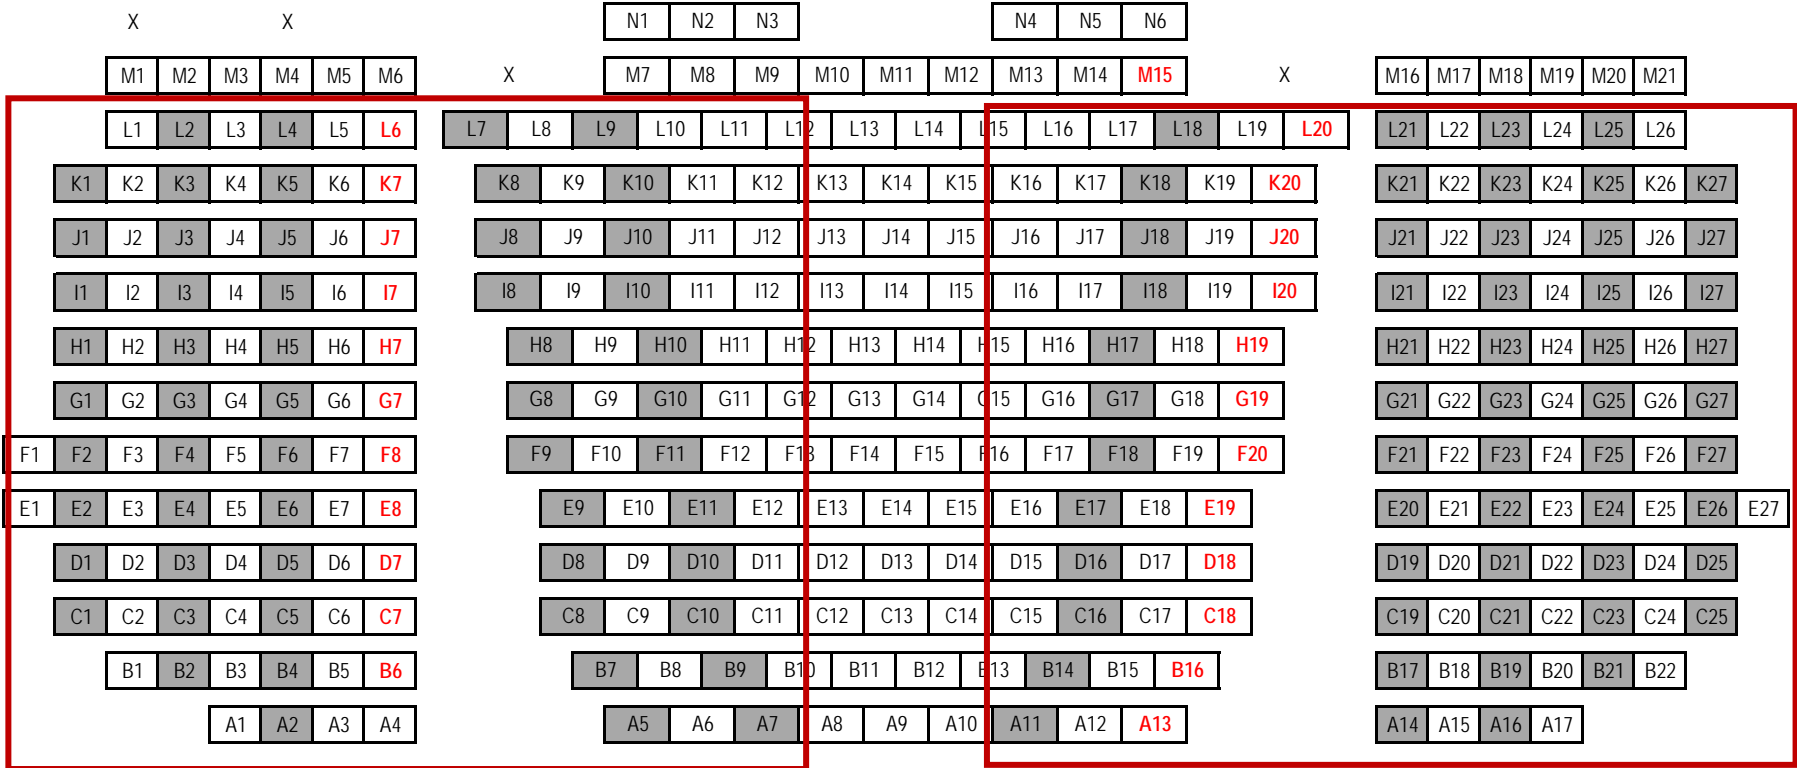 X X N1 N2 N3 N4 N5 N6
M1 M2 M3 M4 M5 M6 X M7 M8 M9 M10 M11 M12 M13 M14 M15 X M16 M17 M18 M19 M20 M21
L1 L2 L3 L4 L5 L6 L7 L8 L9 L10 L11 L12 L13 L14 L15 L16 L17 L18 L19 L20 L21 L22 L23 L24 L25 L26
K1 K2 K3 K4 K5 K6 K7 K8 K9 K10 K11 K12 K13 K14 K15 K16 K17 K18 K19 K20 K21 K22 K23 K24 K25 K26 K27
J1 J2 J3 J4 J5 J6 J7 J8 J9 J10 J11 J12 J13 J14 J15 J16 J17 J18 J19 J20 J21 J22 J23 J24 J25 J26 J27
I1 I2 I3 I4 I5 I6 I7 I8 I9 I10 I11 I12 I13 I14 I15 I16 I17 I18 I19 I20 I21 I22 I23 I24 I25 I26 I27
H1 H2 H3 H4 H5 H6 H7 H8 H9 H10 H11 H12 H13 H14 H15 H16 H17 H18 H19 H21 H22 H23 H24 H25 H26 H27
G1 G2 G3 G4 G5 G6 G7 G8 G9 G10 G11 G12 G13 G14 G15 G16 G17 G18 G19 G21 G22 G23 G24 G25 G26 G27
F1 F2 F3 F4 F5 F6 F7 F8 F9 F10 F11 F12 F13 F14 F15 F16 F17 F18 F19 F20 F21 F22 F23 F24 F25 F26 F27
E1 E2 E3 E4 E5 E6 E7 E8 E9 E10 E11 E12 E13 E14 E15 E16 E17 E18 E19 E20 E21 E22 E23 E24 E25 E26 E27
D1 D2 D3 D4 D5 D6 D7 D8 D9 D10 D11 D12 D13 D14 D15 D16 D17 D18 D19 D20 D21 D22 D23 D24 D25
C1 C2 C3 C4 C5 C6 C7 C8 C9 C10 C11 C12 C13 C14 C15 C16 C17 C18 C19 C20 C21 C22 C23 C24 C25
B1 B2 B3 B4 B5 B6 B7 B8 B9 B10 B11 B12 B13 B14 B15 B16 B17 B18 B19 B20 B21 B22
A1 A2 A3 A4 A5 A6 A7 A8 A9 A10 A11 A12 A13 A14 A15 A16 A17